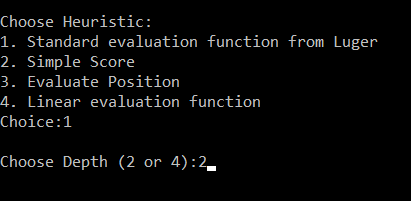 Choose Heuristic:
1. Standard evaluation function from Luger
2. Simple Score
3. Evaluate Position
4. Linear evaluation function
Choice:1
Choose Depth (2 or 4):2